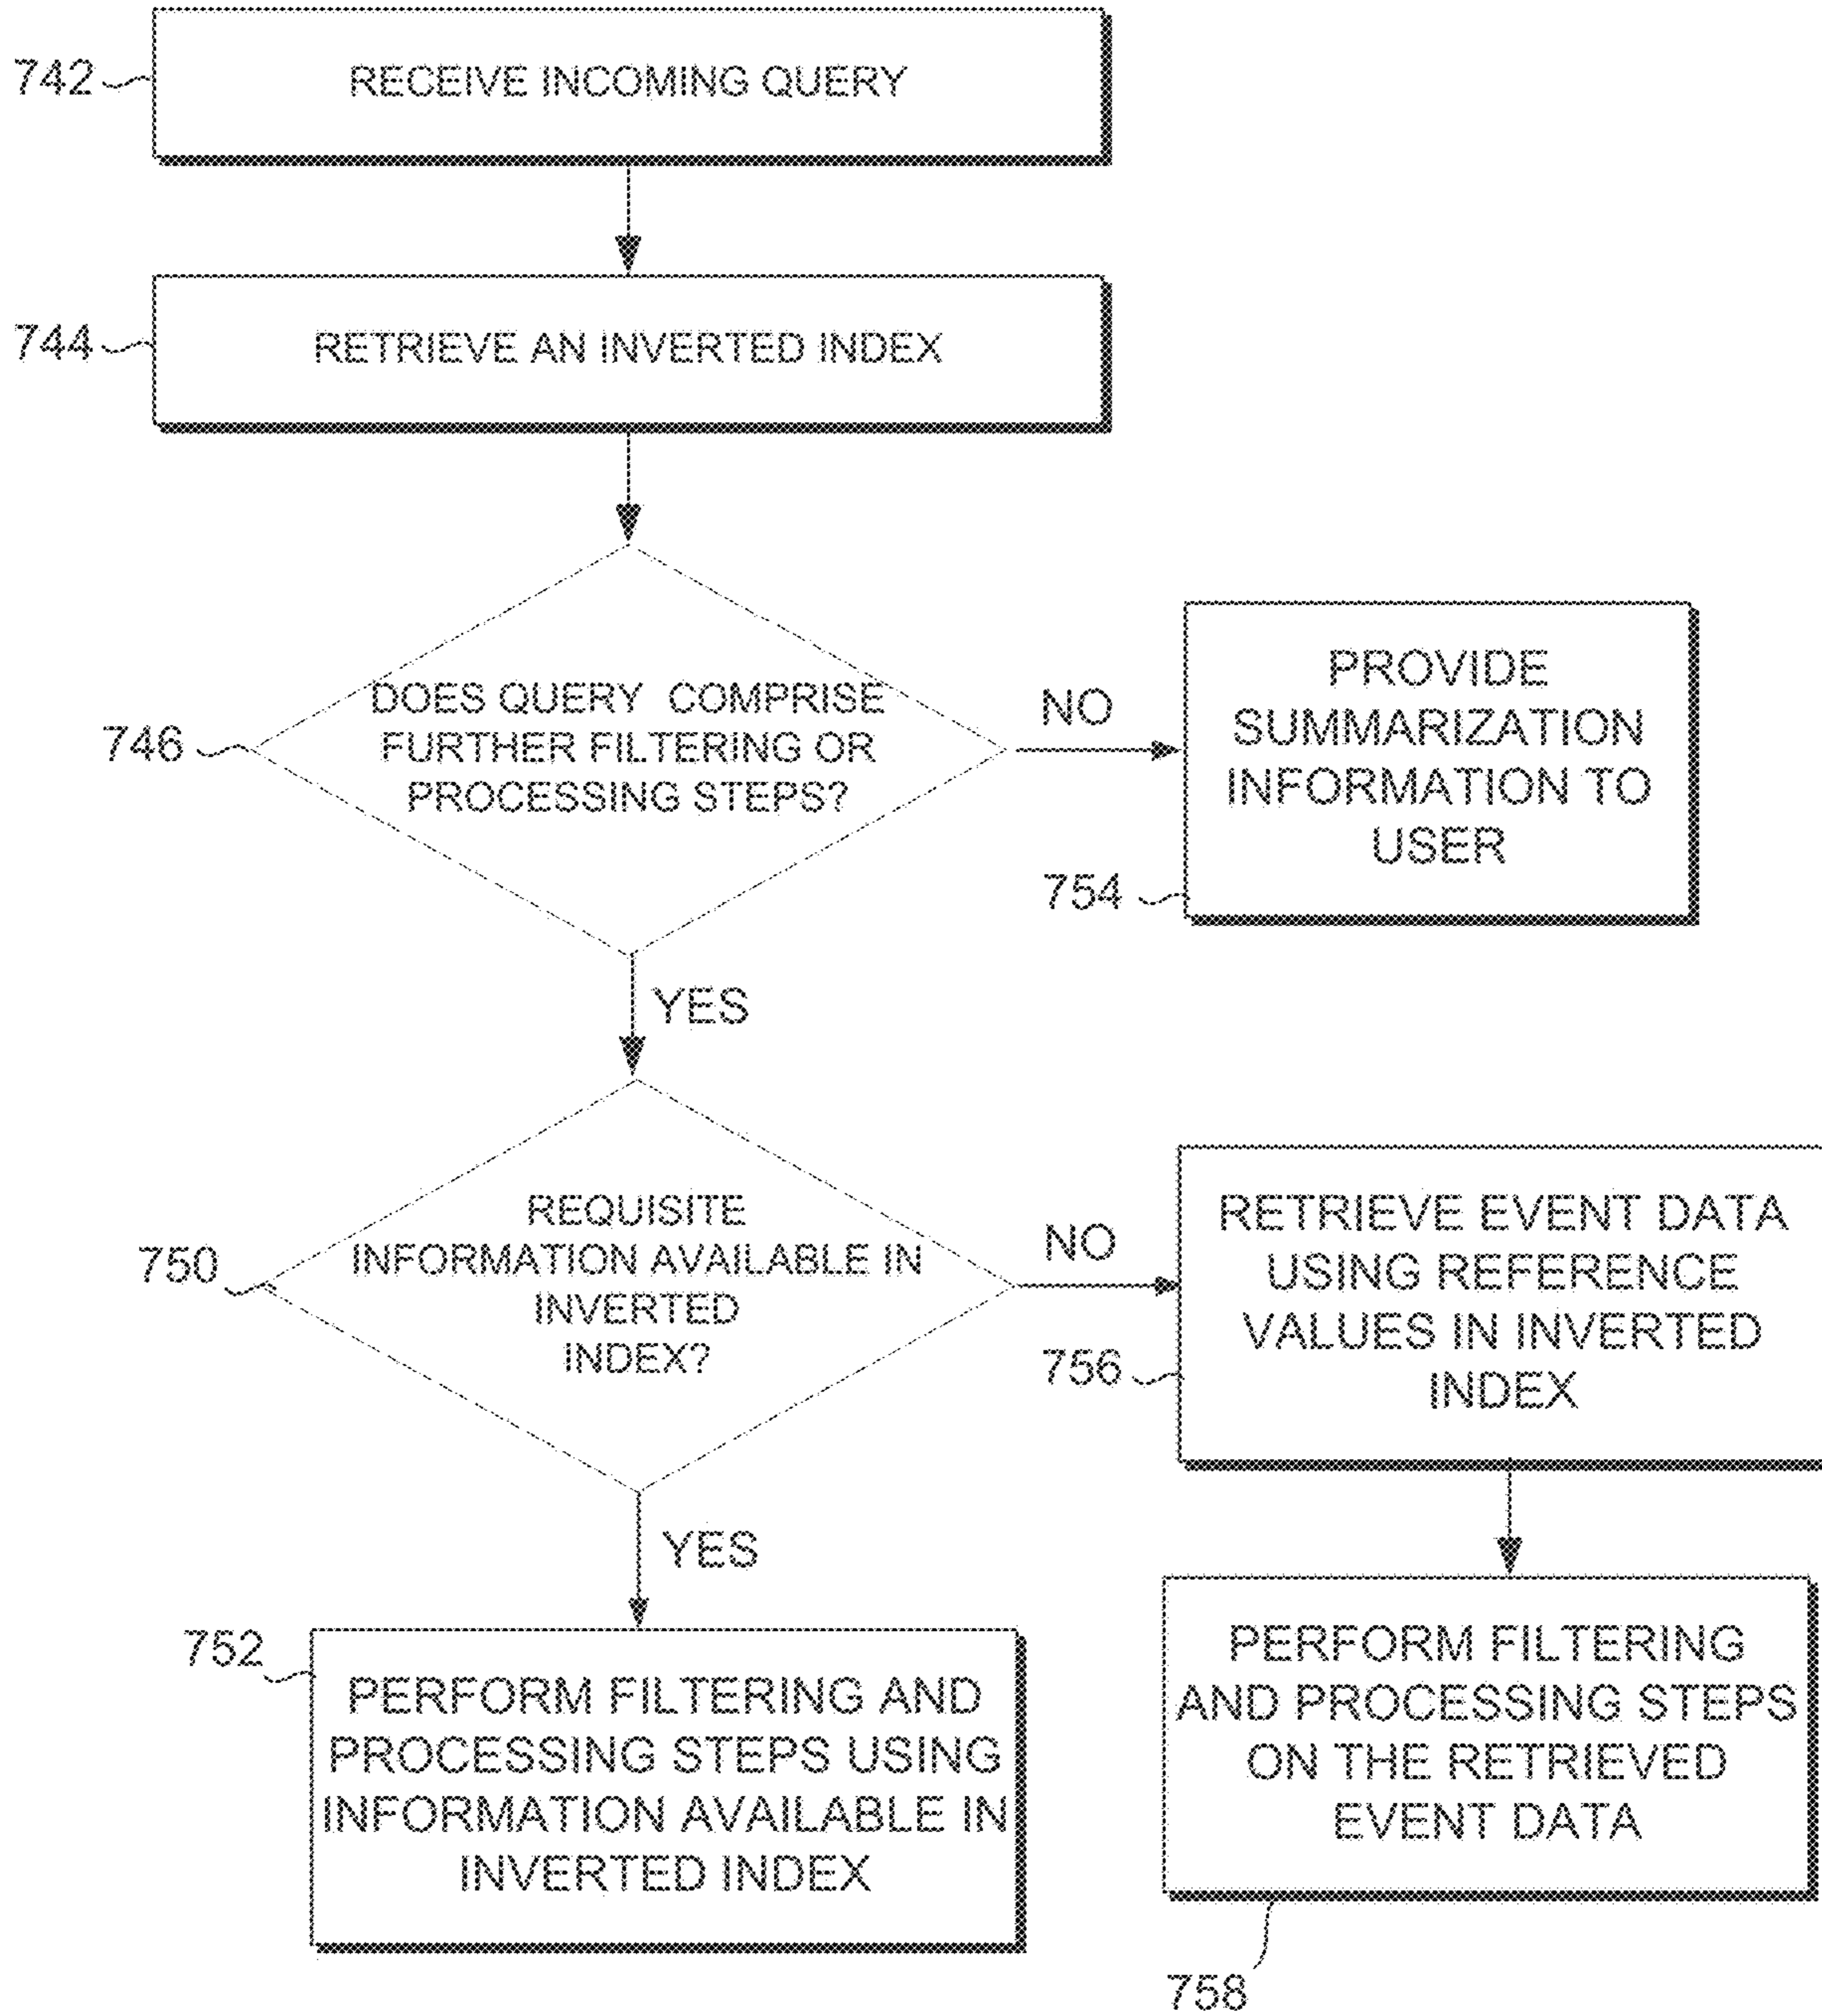 742
RECEIVE INCOMING QUERY
744
RETRIEVE AN INVERTED INDEX
746
DOES QUERY COMPRISE
FURTHER FILTERING OR
PROCESSING STEPS?
NO
PROVIDE
SUMMARIZATION
INFORMATION TO
USER
754
YES
750
REQUISITE
INFORMATION AVAILABLE IN
INVERTED
INDEX?
NO
RETRIEVE EVENT DATA
USING REFERENCE
VALUES IN INVERTED
INDEX
756
YES
752
PERFORM FILTERING AND
PROCESSING STEPS USING
INFORMATION AVAILABLE IN
INVERTED INDEX
PERFORM FILTERING
AND PROCESSING STEPS
ON THE RETRIEVED
EVENT DATA
758